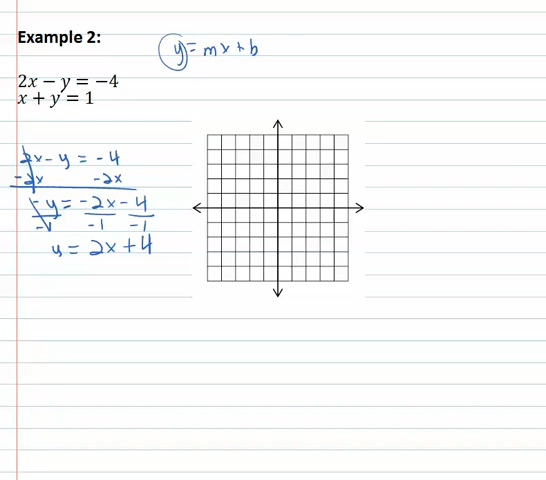 Example 2:
y = mx + b
2x − y = −4
x + y = 1
2x - y = -4
-2x -2x
-y = -2x - 4
-1 -1 -1
y = 2x + 4